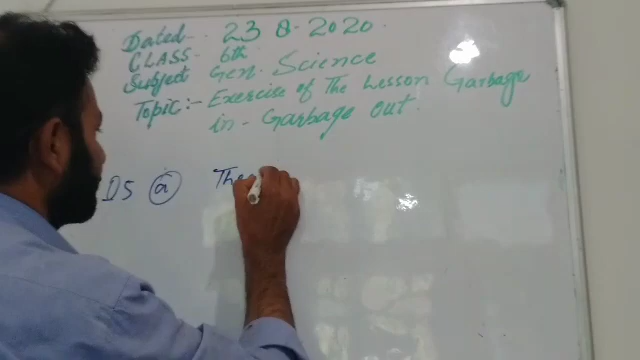 Dated:- 23 8-2020.
CLASS- 6th
Subject Gen. Science
Topic:- Exercise of The Lesson Garbage
in - Garbage out.
Ⓐ The